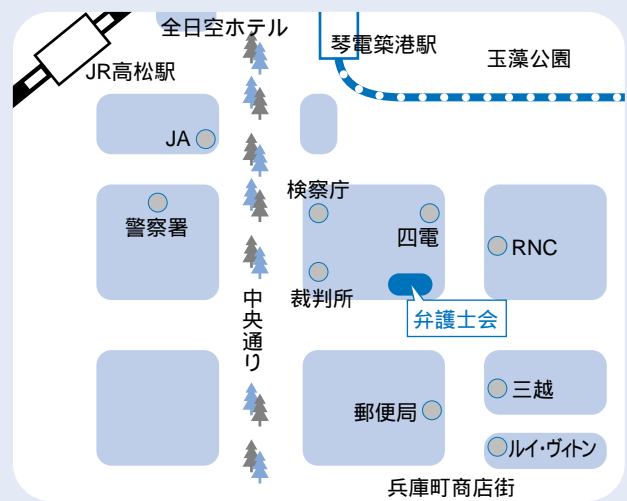 全日空ホテル
琴電築港駅
玉藻公園
JR高松駅
JA
検察庁
警察署
四電
RNC
裁判所
中央通り
弁護士会
三越
郵便局
ルイ・ヴィトン
兵庫町商店街